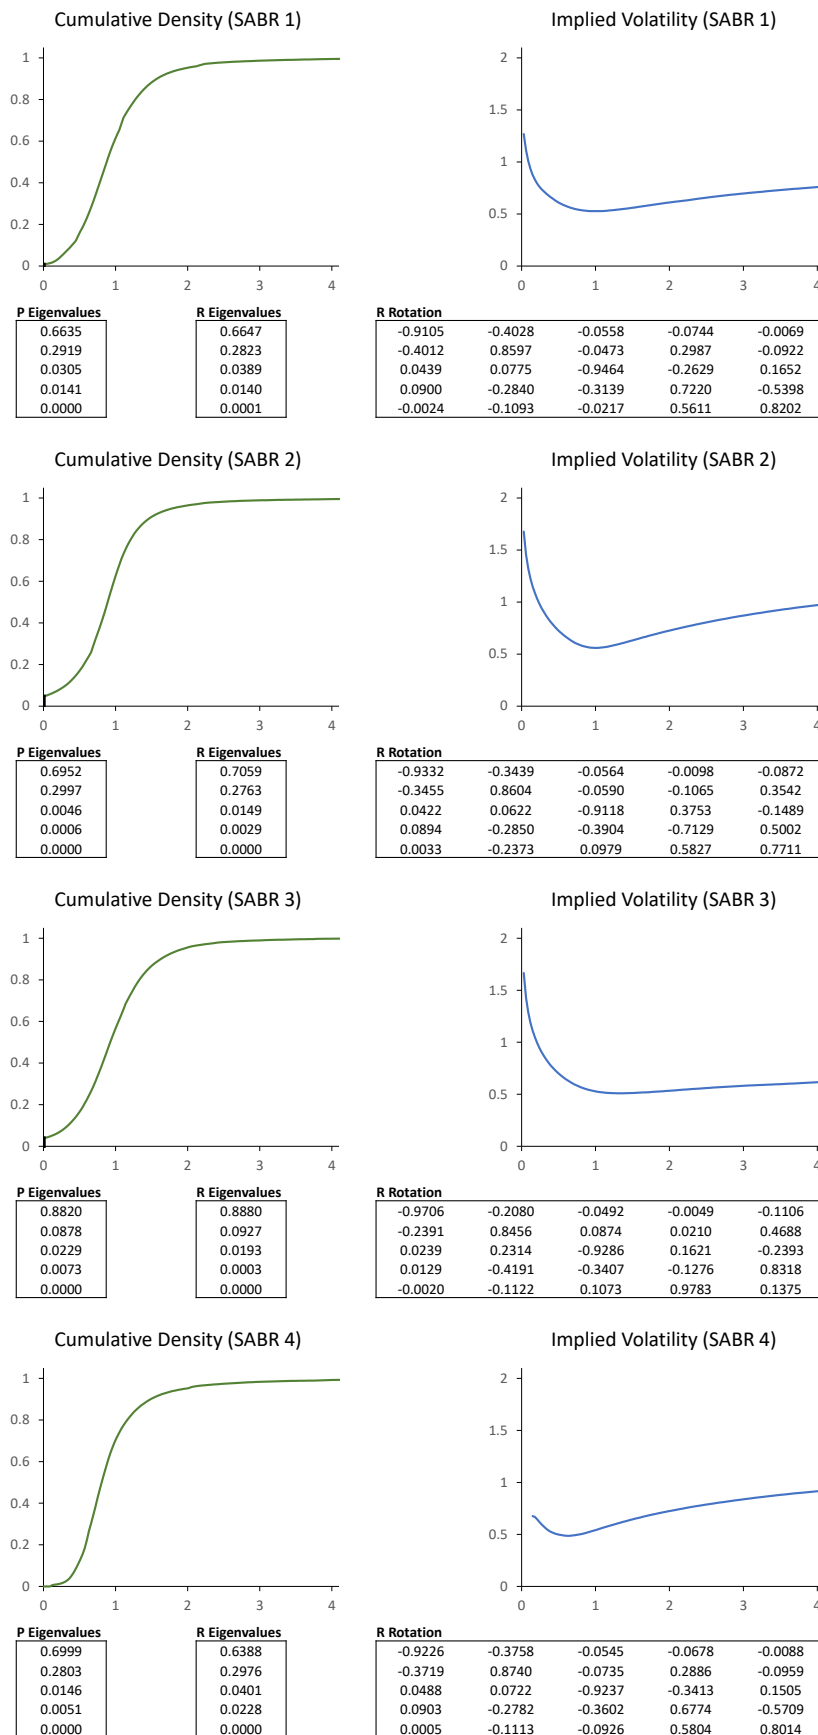 Cumulative Density (SABR 1) Implied Volatility (SABR 1)
1 2
0.8 1.5
0.6
0.4 1
0.2 0.5
0 0
0 1 2 3 4 0 1 2 3 4
P Eigenvalues R Eigenvalues R Rotation
0.6635 0.6647 -0.9105 -0.4028 -0.0558 -0.0744 -0.0069
0.2919 0.2823 -0.4012 0.8597 -0.0473 0.2987 -0.0922
0.0305 0.0389 0.0439 0.0775 -0.9464 -0.2629 0.1652
0.0141 0.0140 0.0900 -0.2840 -0.3139 0.7220 -0.5398
0.0000 0.0001 -0.0024 -0.1093 -0.0217 0.5611 0.8202
Cumulative Density (SABR 2) Implied Volatility (SABR 2)
1 2
0.8 1.5
0.6
0.4 1
0.2 0.5
0 0
0 1 2 3 4 0 1 2 3 4
P Eigenvalues R Eigenvalues R Rotation
0.6952 0.7059 -0.9332 -0.3439 -0.0564 -0.0098 -0.0872
0.2997 0.2763 -0.3455 0.8604 -0.0590 -0.1065 0.3542
0.0046 0.0149 0.0422 0.0622 -0.9118 0.3753 -0.1489
0.0006 0.0029 0.0894 -0.2850 -0.3904 -0.7129 0.5002
0.0000 0.0000 0.0033 -0.2373 0.0979 0.5827 0.7711
Cumulative Density (SABR 3) Implied Volatility (SABR 3)
1 2
0.8 1.5
0.6
0.4 1
0.2 0.5
0 0
0 1 2 3 4 0 1 2 3 4
P Eigenvalues R Eigenvalues R Rotation
0.8820 0.8880 -0.9706 -0.2080 -0.0492 -0.0049 -0.1106
0.0878 0.0927 -0.2391 0.8456 0.0874 0.0210 0.4688
0.0229 0.0193 0.0239 0.2314 -0.9286 0.1621 -0.2393
0.0073 0.0003 0.0129 -0.4191 -0.3407 -0.1276 0.8318
0.0000 0.0000 -0.0020 -0.1122 0.1073 0.9783 0.1375
Cumulative Density (SABR 4) Implied Volatility (SABR 4)
1 2
0.8 1.5
0.6
0.4 1
0.2 0.5
0 0
0 1 2 3 4 0 1 2 3 4
P Eigenvalues R Eigenvalues R Rotation
0.6999 0.6388 -0.9226 -0.3758 -0.0545 -0.0678 -0.0088
0.2803 0.2976 -0.3719 0.8740 -0.0735 0.2886 -0.0959
0.0146 0.0401 0.0488 0.0722 -0.9237 -0.3413 0.1505
0.0051 0.0228 0.0903 -0.2782 -0.3602 0.6774 -0.5709
0.0000 0.0000 0.0005 -0.1113 -0.0926 0.5804 0.8014